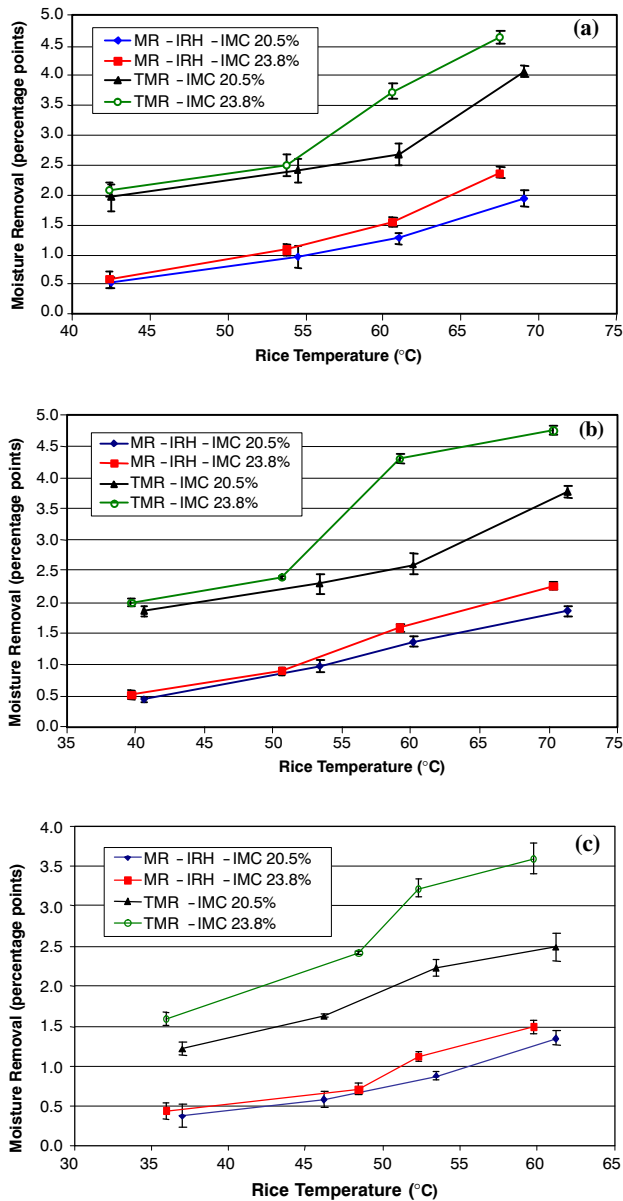 (a)
MR - IRH - IMC 20.5%
MR - IRH - IMC 23.8%
TMR - IMC 20.5%
TMR - IMC 23.8%
Moisture Removal (percentage points)
5.0
4.5
4.0
3.5
3.0
2.5
2.0
1.5
1.0
0.5
0.0
40 45 50 55 60 65 70 75
Rice Temperature (°C)
(b)
MR - IRH - IMC 20.5%
MR - IRH - IMC 23.8%
TMR - IMC 20.5%
TMR - IMC 23.8%
Moisture Removal (percentage points)
5.0
4.5
4.0
3.5
3.0
2.5
2.0
1.5
1.0
0.5
0.0
35 40 45 50 55 60 65 70 75
Rice Temperature (°C)
(c)
MR - IRH - IMC 20.5%
MR - IRH - IMC 23.8%
TMR - IMC 20.5%
TMR - IMC 23.8%
Moisture Removal (percentage points)
4.0
3.5
3.0
2.5
2.0
1.5
1.0
0.5
0.0
30 35 40 45 50 55 60 65
Rice Temperature (°C)